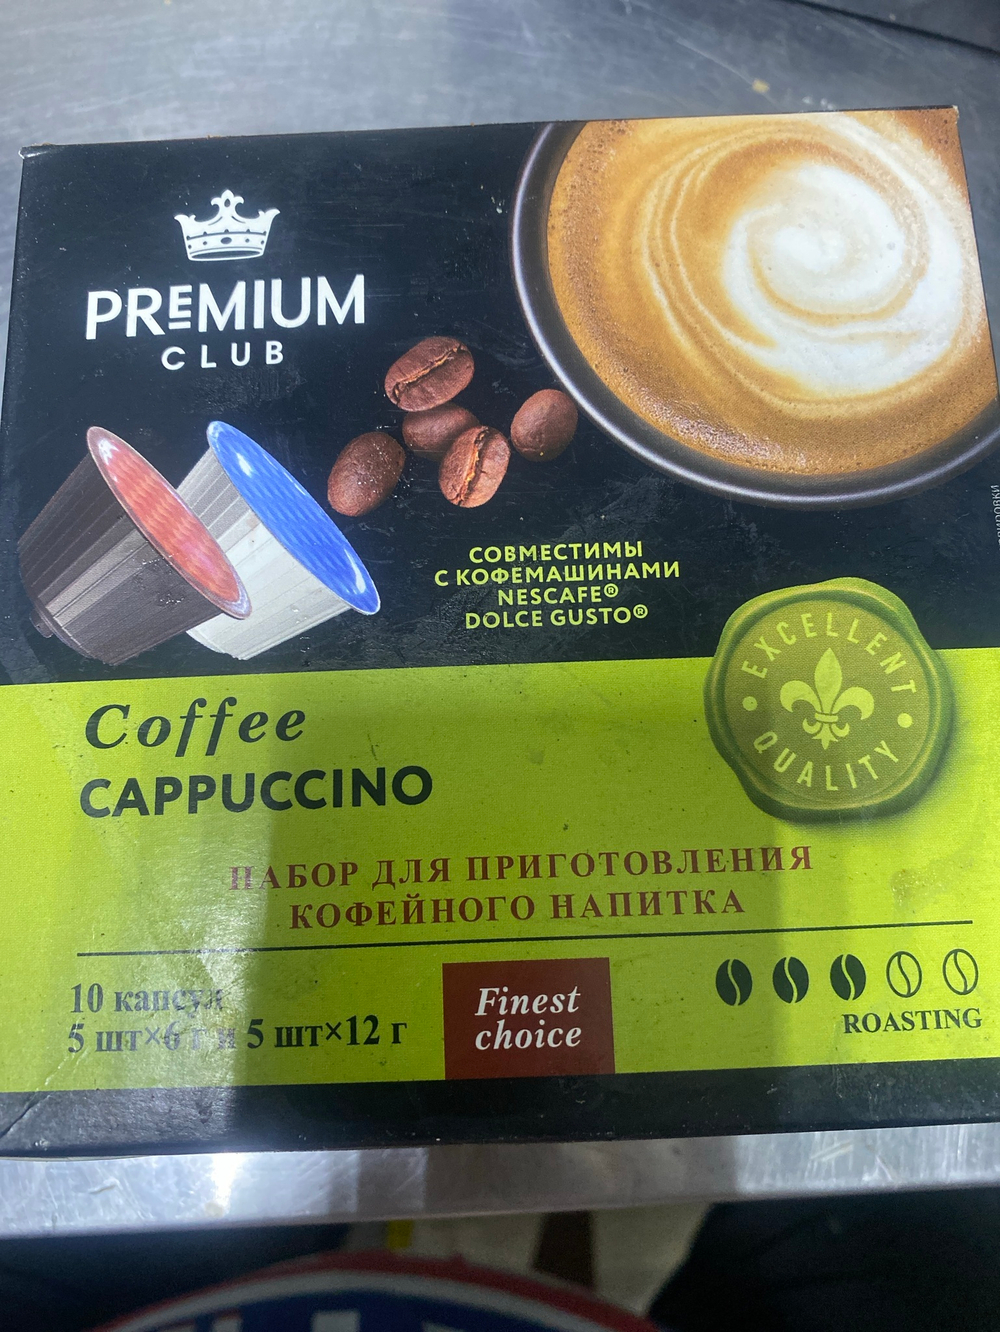 PREMIUM
CLUB
СОВМЕСТИМЫ
С КОФЕМАШИНАМИ
NESCAFE®
DOLCE GUSTO®
EXCELLENT
QUALITY
Coffee
CAPPUCCINO
НАБОР ДЛЯ ПРИГОТОВЛЕНИЯ
КОФЕЙНОГО НАПИТКА
10 капсул
5 шт×6 г и 5 шт×12 г
Finest
choice
ROASTING